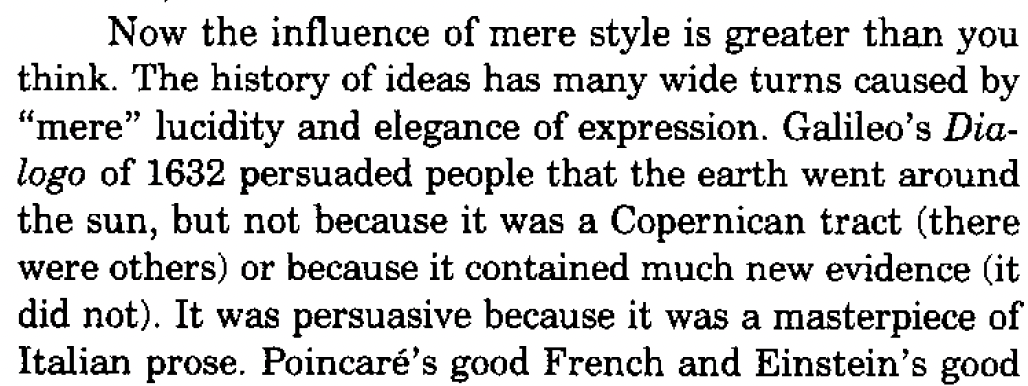 Now the influence of mere style is greater than you
think. The history of ideas has many wide turns caused by
“mere” lucidity and elegance of expression. Galileo’s Dia-
logo of 1632 persuaded people that the earth went around
the sun, but not because it was a Copernican tract (there
were others) or because it contained much new evidence (it
did not). It was persuasive because it was a masterpiece of
Italian prose. Poincaré’s good French and Einstein’s good